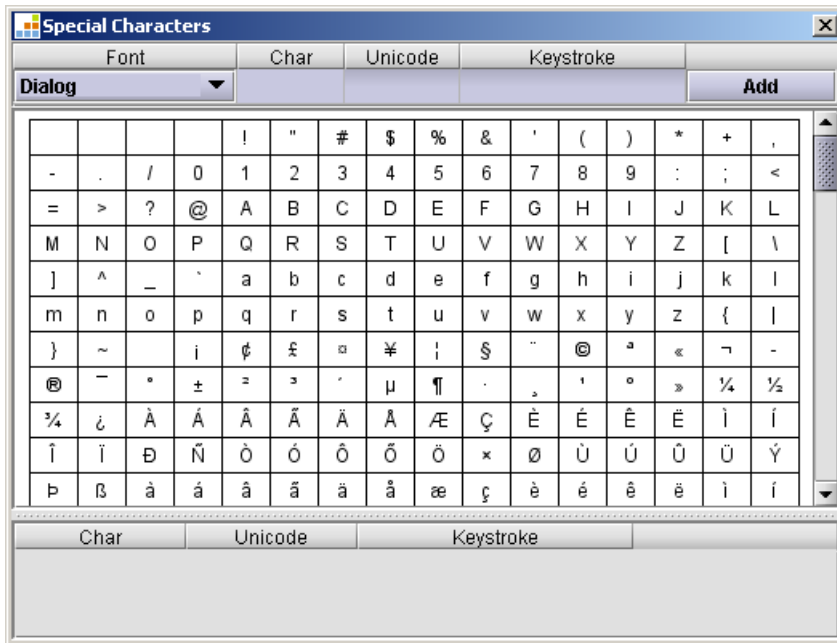 Special Characters
Font Char Unicode Keystroke
Dialog Add
! " # $ % & ' ( ) * + ,
- . / 0 1 2 3 4 5 6 7 8 9 : ; <
= > ? @ A B C D E F G H I J K L
M N O P Q R S T U V W X Y Z [ \
] ^ _ ` a b c d e f g h i j k l
m n o p q r s t u v w x y z { |
} ~ ¡ ¢ £ ¤ ¥ ¦ § ¨ © ª « ¬ -
® ¯ ° ± ² ³ ´ µ ¶ · ¸ ¹ º » ¼ ½
¾ ¿ À Á Â Ã Ä Å Æ Ç È É Ê Ë Ì Í
Î Ï Ð Ñ Ò Ó Ô Õ Ö × Ø Ù Ú Û Ü Ý
Þ ß à á â ã ä å æ ç è é ê ë ì í
Char Unicode Keystroke